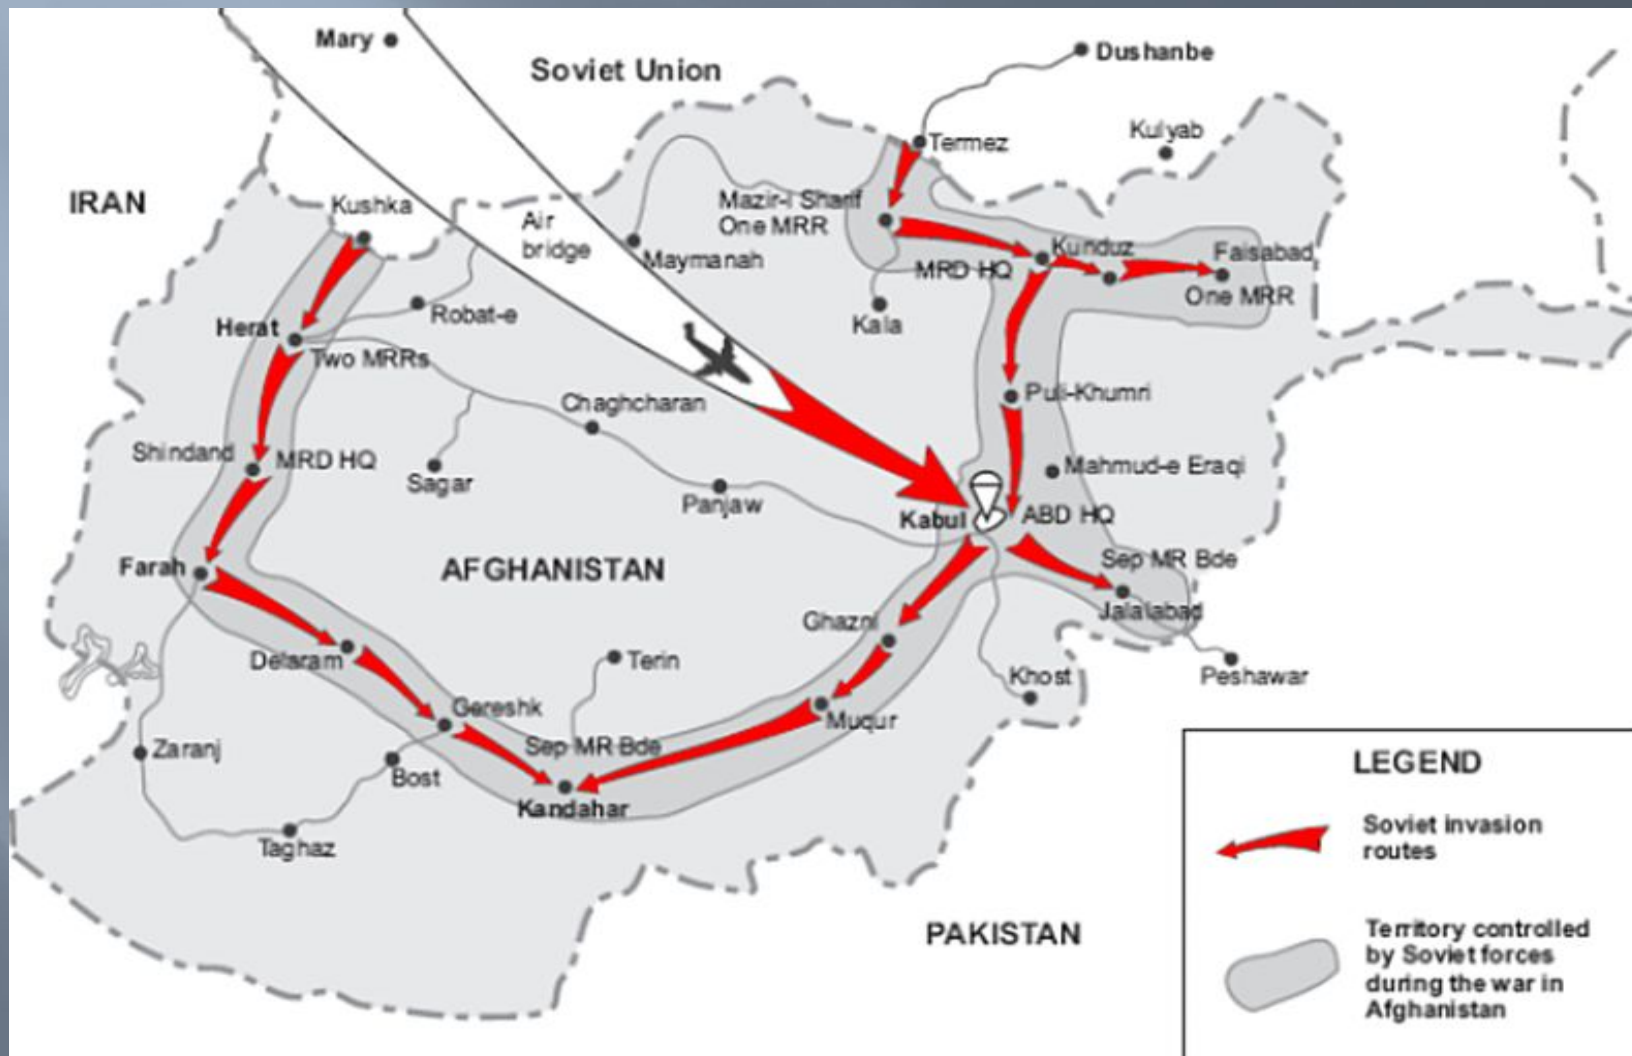 Mary
Soviet Union
Dushanbe
Kulyab
Termez
IRAN
Kushka
Mazir-i Sharif
One MRR
Air
bridge
Maymanah
Kunduz
MRD HQ
Faisabad
One MRR
Kala
Robat-e
Herat
Two MRRs
Puli-Khumri
Chaghcharan
Shindand
MRD HQ
Sagar
Panjaw
Mahmud-e Eraqi
Kabul
ABD HQ
Farah
AFGHANISTAN
Sep MR Bde
Jalalabad
Ghazni
Delaram
Terin
Khost
Peshawar
Gereshk
Muqur
Zaranj
Sep MR Bde
Bost
Kandahar
Taghaz
PAKISTAN
LEGEND
Soviet invasion
routes
Territory controlled
by Soviet forces
during the war in
Afghanistan